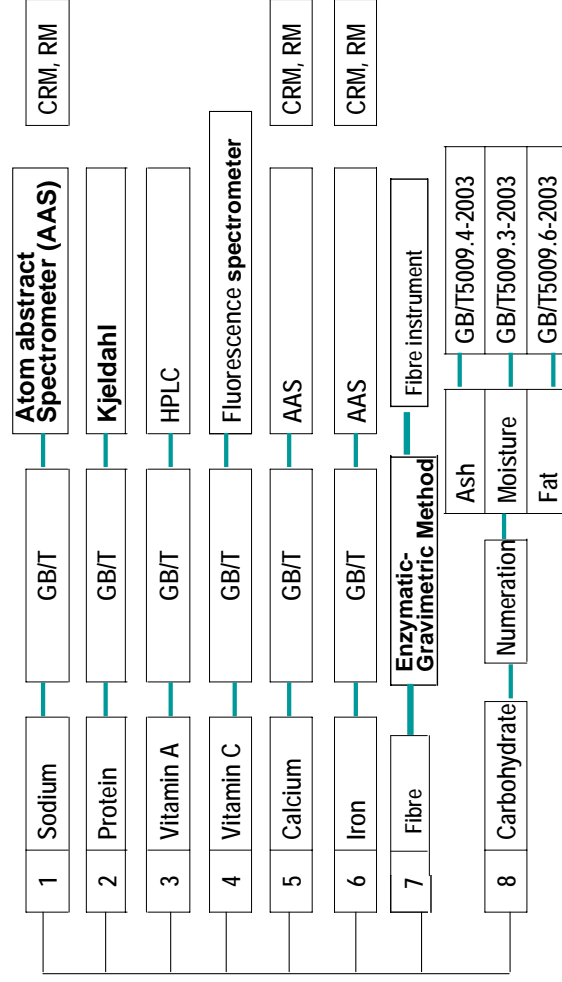 1 Sodium GB/T Atom abstract
Spectrometer (AAS) CRM, RM
2 Protein GB/T Kjeldahl
3 Vitamin A GB/T HPLC
4 Vitamin C GB/T Fluorescence spectrometer
5 Calcium GB/T AAS CRM, RM
6 Iron GB/T AAS CRM, RM
7 Fibre Enzymatic-
Gravimetric Method Fibre instrument
8 Carbohydrate Numeration
Ash GB/T5009.4-2003
Moisture GB/T5009.3-2003
Fat GB/T5009.6-2003